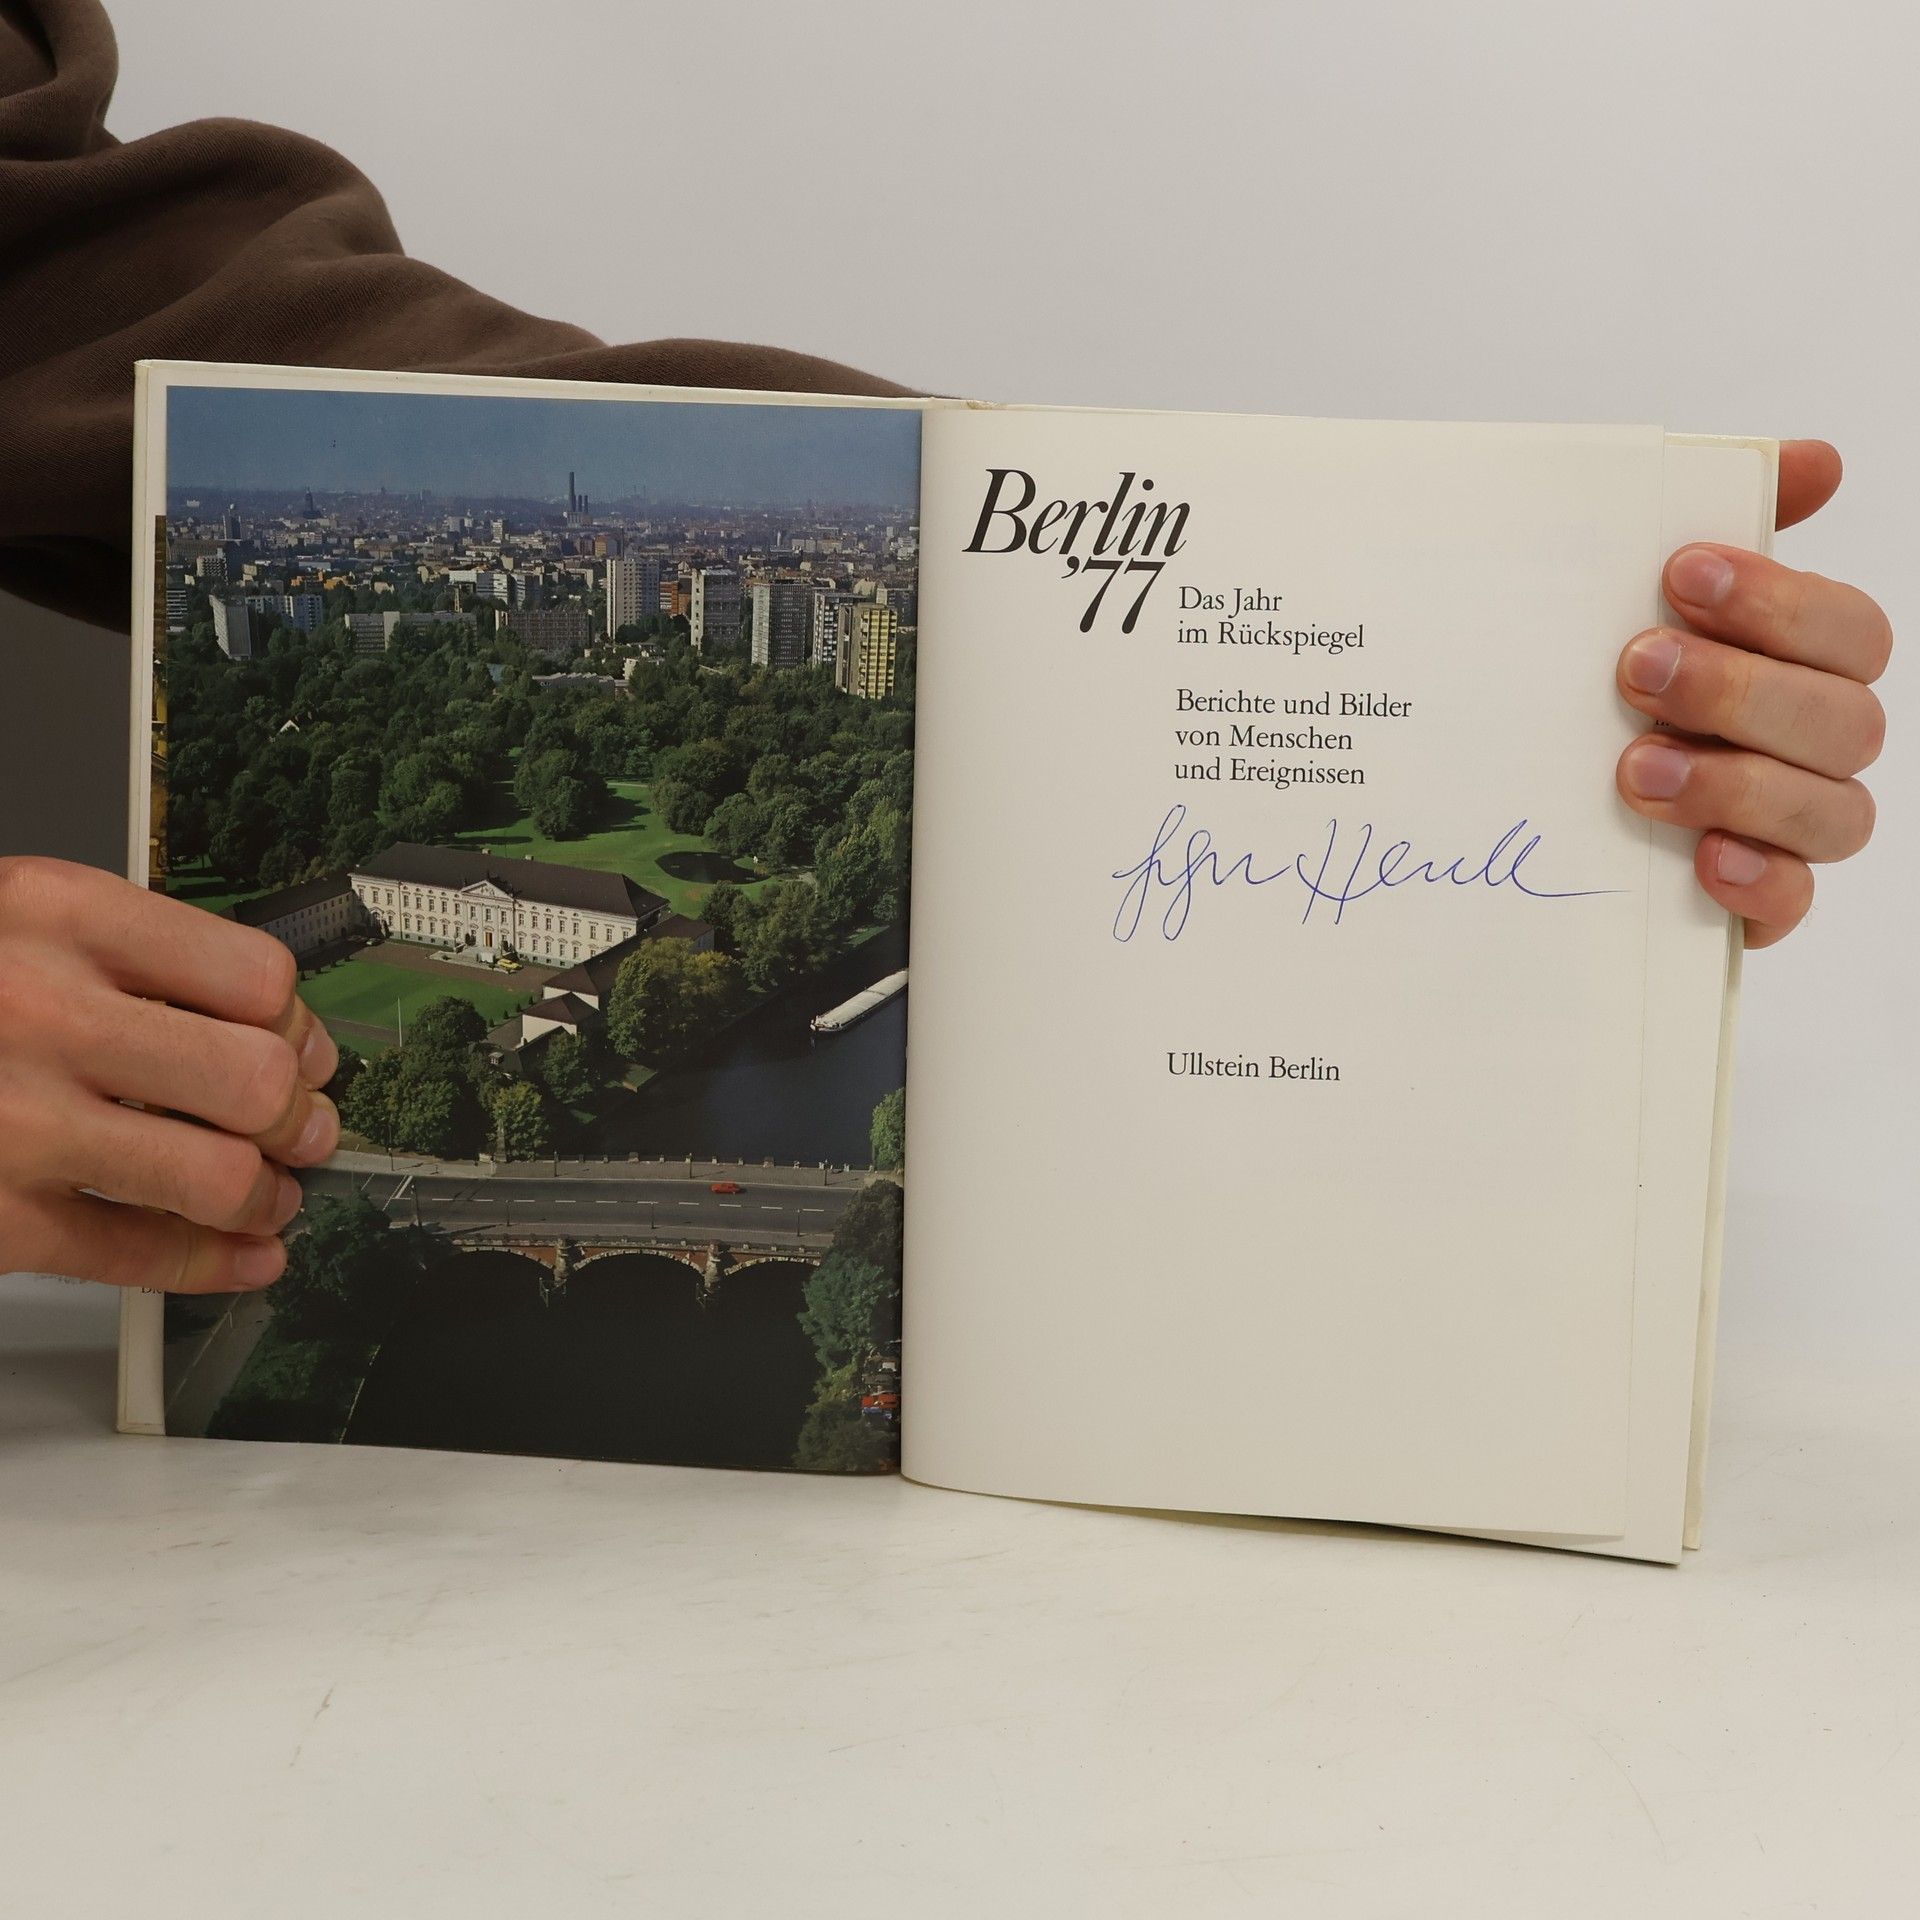 Berlin
'77
Das Jahr
im Rückspiegel
Berichte und Bilder
von Menschen
und Ereignissen
Ullstein Berlin